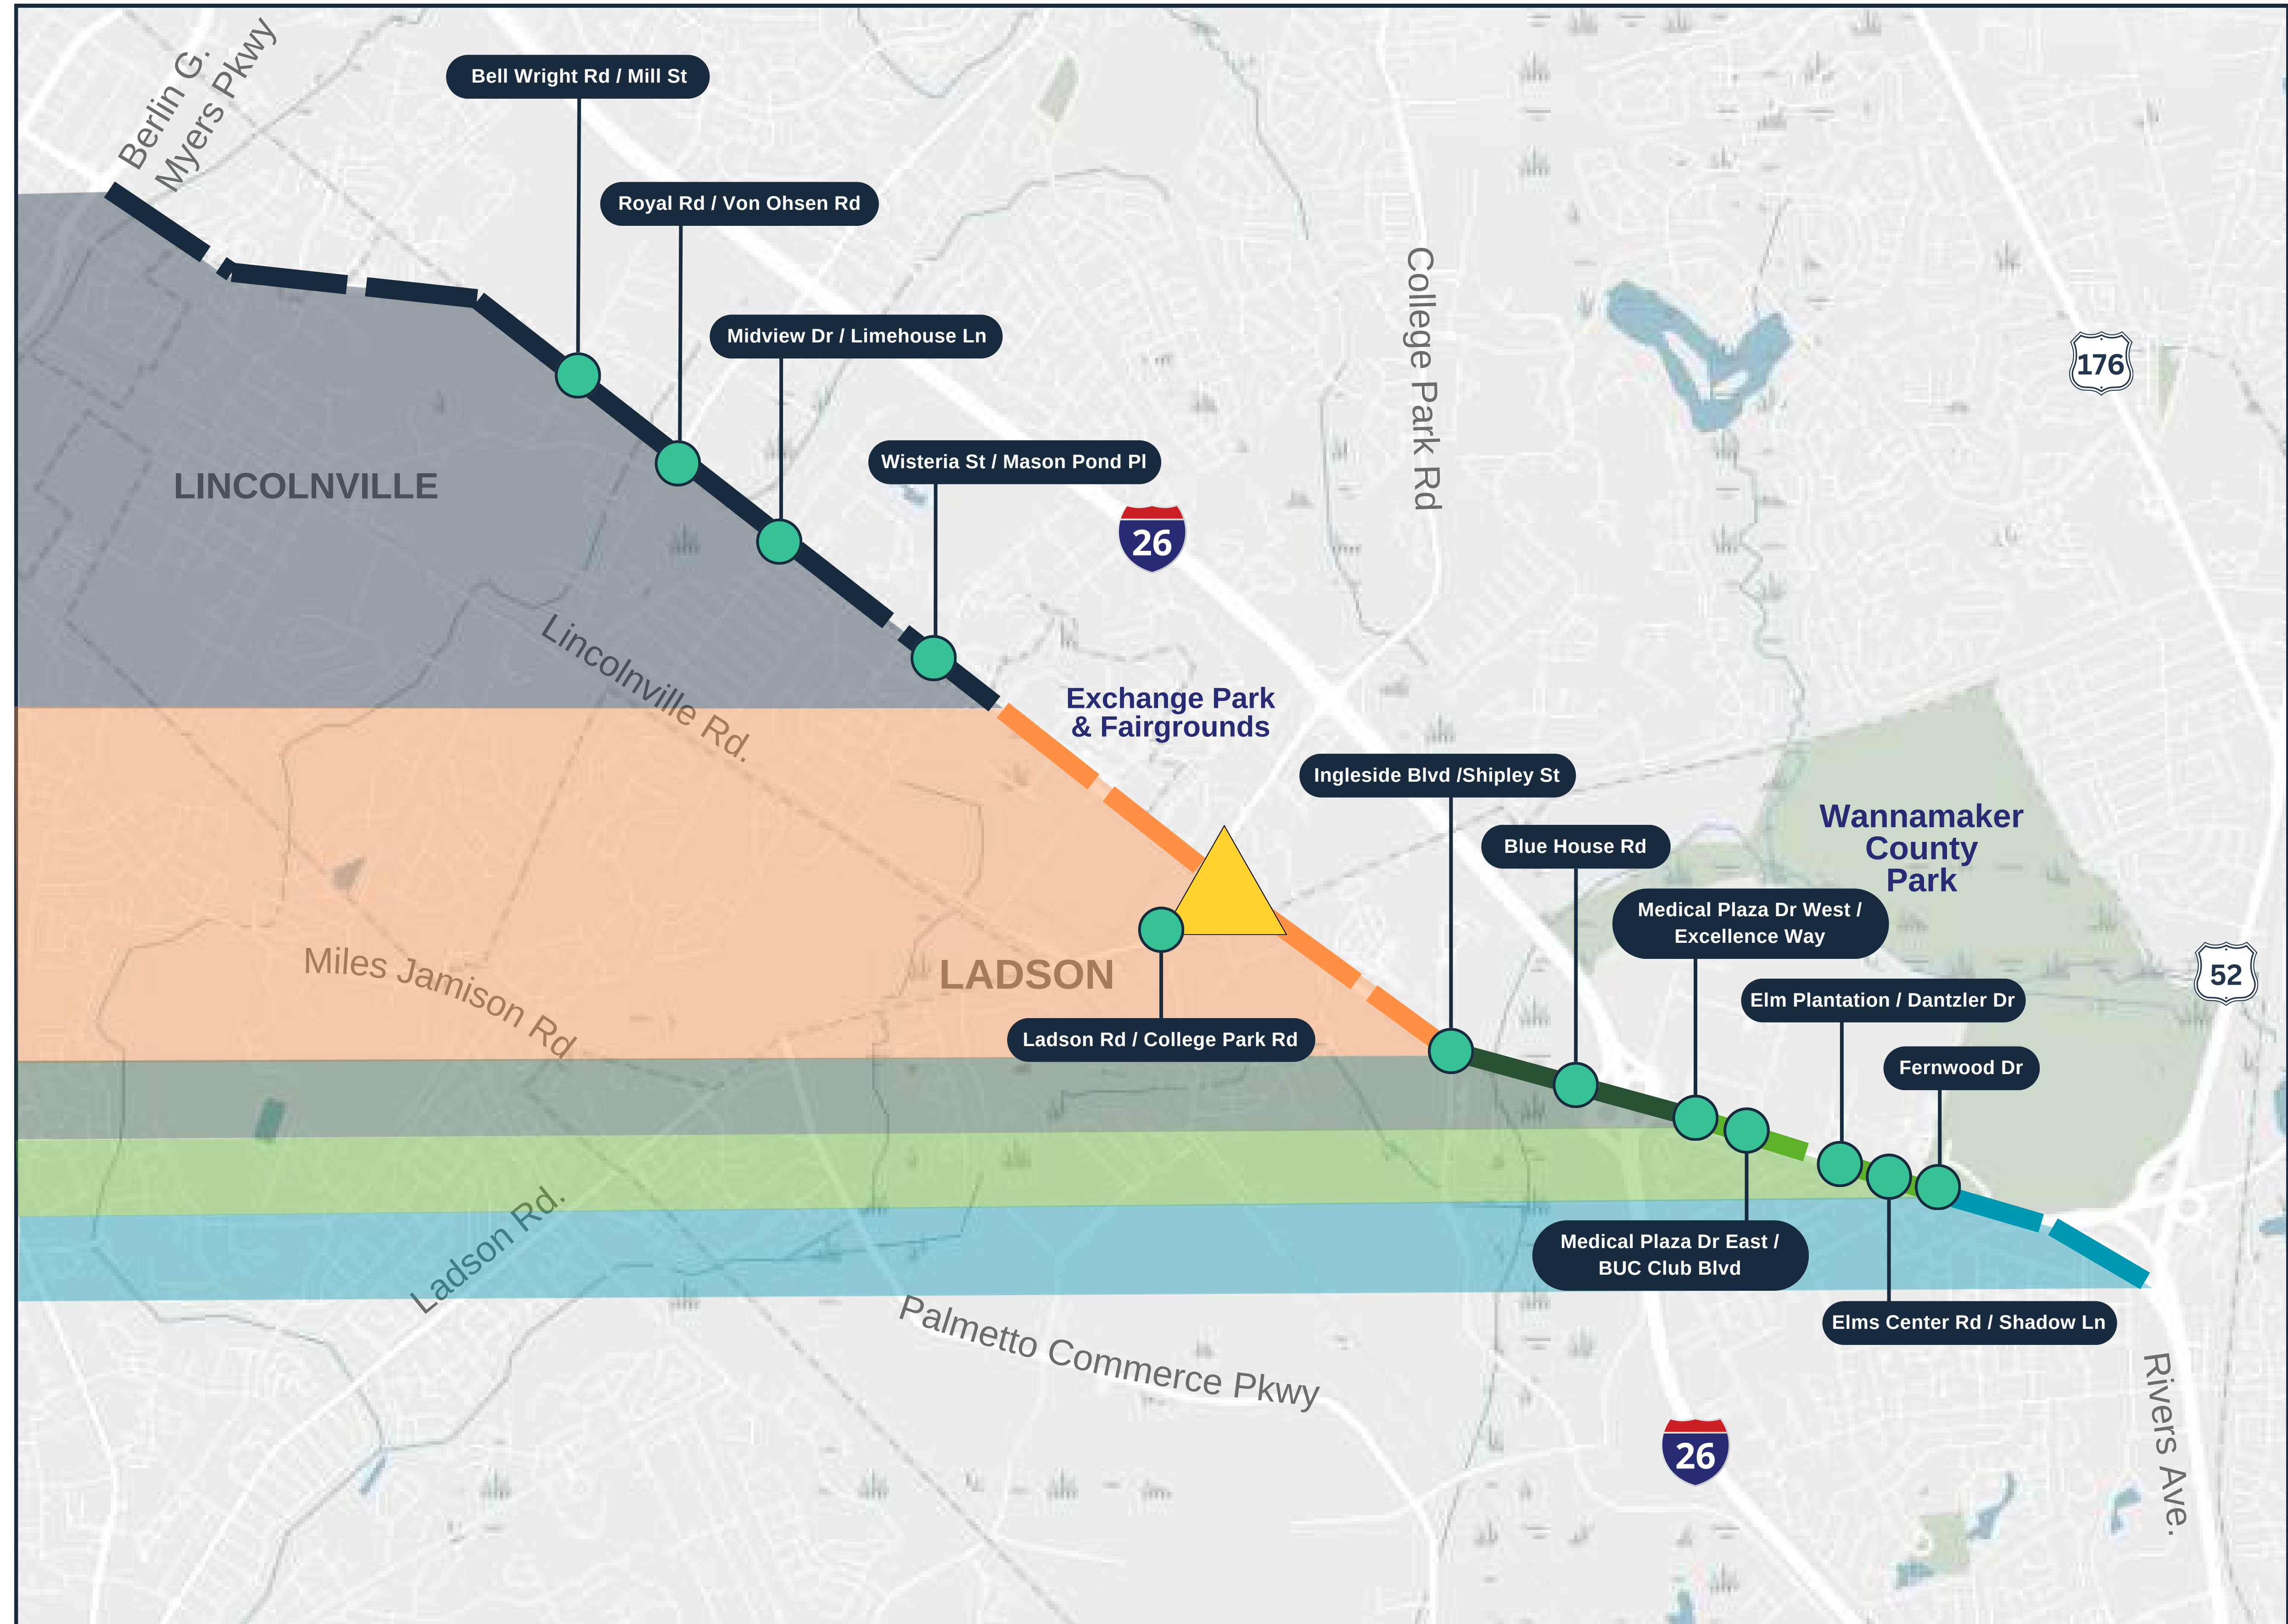 Berlin G.
Myers Pkwy
Bell Wright Rd / Mill St
Royal Rd / Von Ohsen Rd
Midview Dr / Limehouse Ln
College Park Rd
176
Wisteria St / Mason Pond Pl
LINCOLNVILLE
26
Lincolnville Rd.
Exchange Park
& Fairgrounds
Ingleside Blvd /Shipley St
Wannamaker
County
Park
Blue House Rd
Medical Plaza Dr West /
Excellence Way
Miles Jamison Rd
LADSON
52
Elm Plantation / Dantzler Dr
Ladson Rd / College Park Rd
Fernwood Dr
Ladson Rd.
Medical Plaza Dr East /
BUC Club Blvd
Elms Center Rd / Shadow Ln
Palmetto Commerce Pkwy
26
Rivers Ave.